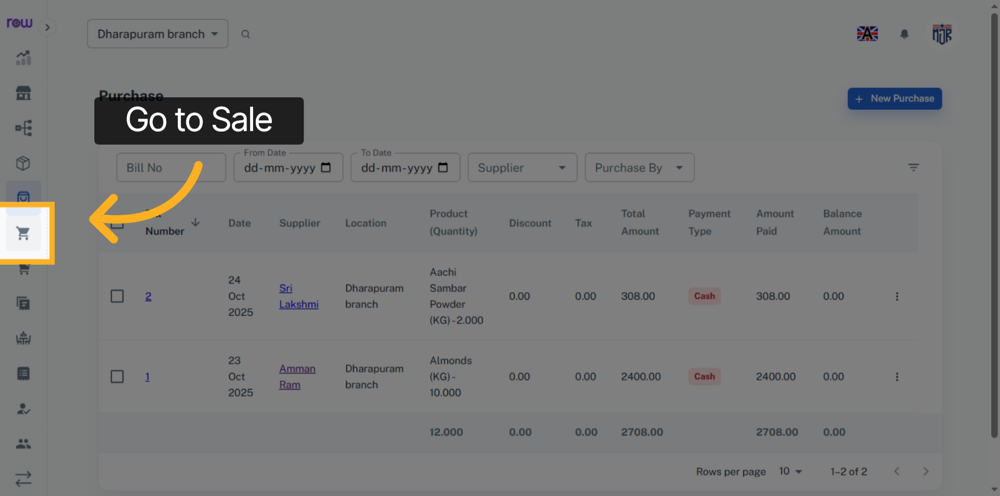 row
Dharapuram branch
A
MJR
Purchase
+ New Purchase
Go to Sale
Bill No
From Date
dd-mm-yyyy
To Date
dd-mm-yyyy
Supplier
Purchase By
Number
Date
Supplier
Location
Product
(Quantity)
Discount
Tax
Total
Amount
Payment
Type
Amount
Paid
Balance
Amount
2
24
Oct
2025
Sri
Lakshmi
Dharapuram
branch
Aachi
Sambar
Powder
(KG) - 2.000
0.00
0.00
308.00
Cash
308.00
0.00
1
23
Oct
2025
Amman
Ram
Dharapuram
branch
Almonds
(KG) -
10.000
0.00
0.00
2400.00
Cash
2400.00
0.00
12.000
0.00
0.00
2708.00
2708.00
0.00
Rows per page
10
1–2 of 2